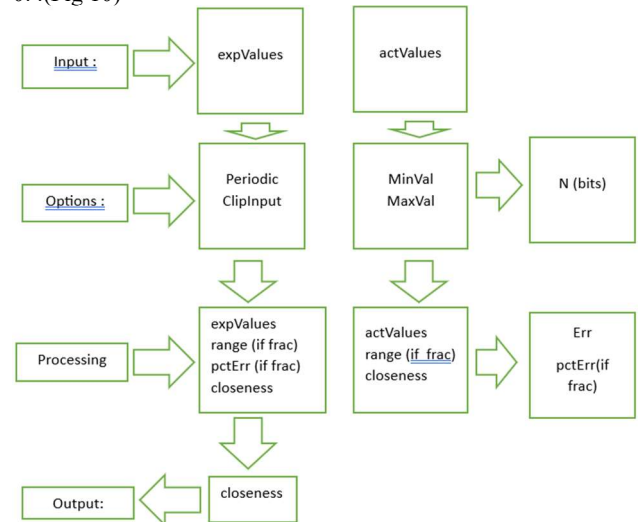 Input :
expValues
actValues
Options :
Periodic
ClipInput
MinVal
MaxVal
N (bits)
Processing
expValues
range (if frac)
pctErr (if frac)
closeness
actValues
range (if frac)
closeness
Err
pctErr(if
frac)
Output:
closeness